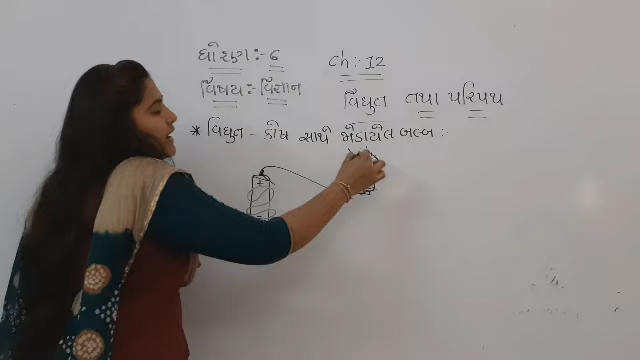 ધોરણ:- 6
ch:- 12
વિષય:- વિજ્ઞાન
વિદ્યુત તથા પરિપથ
* વિદ્યુત - કોષ સાથે જોડાયેલ બલ્બ :-
+
-